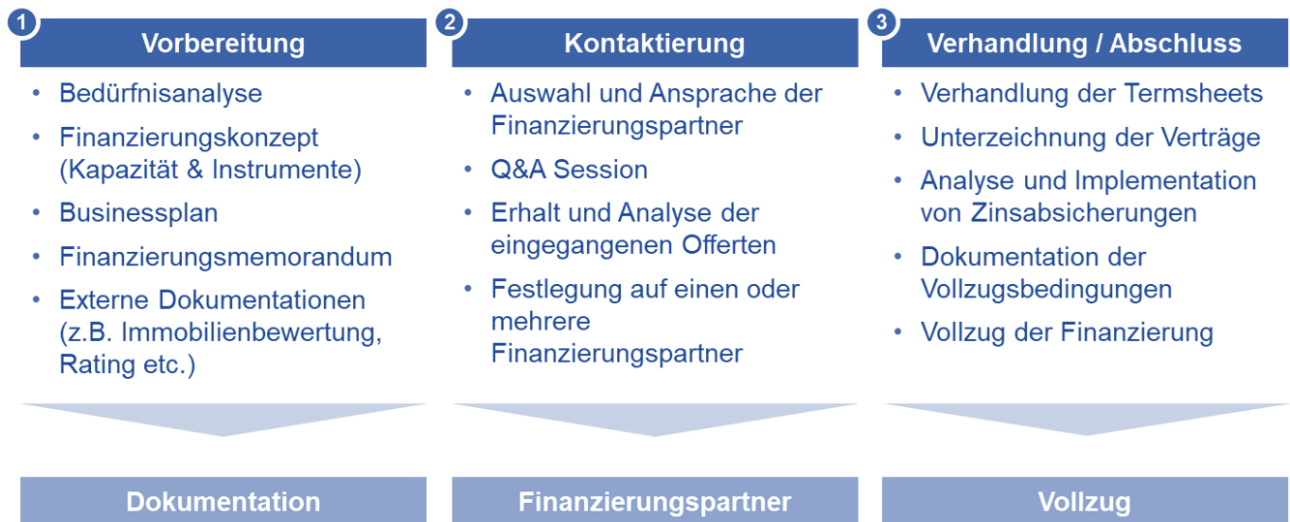 1
Vorbereitung
• Bedürfnisanalyse
• Finanzierungskonzept
(Kapazität & Instrumente)
• Businessplan
• Finanzierungsmemorandum
• Externe Dokumentationen
(z.B. Immobilienbewertung,
Rating etc.)
Dokumentation
2
Kontaktierung
• Auswahl und Ansprache der
Finanzierungspartner
• Q&A Session
• Erhalt und Analyse der
eingegangenen Offerten
• Festlegung auf einen oder
mehrere
Finanzierungspartner
Finanzierungspartner
3
Verhandlung / Abschluss
• Verhandlung der Termsheets
• Unterzeichnung der Verträge
• Analyse und Implementation
von Zinsabsicherungen
• Dokumentation der
Vollzugsbedingungen
• Vollzug der Finanzierung
Vollzug